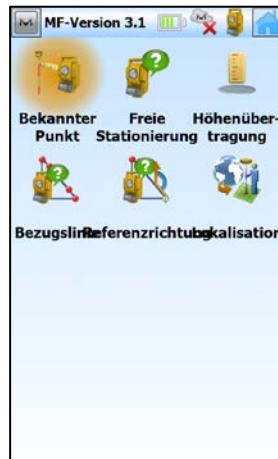 MF-Version 3.1
Bekannter Punkt
Freie Stationierung
Höhenüber-
tragung
Bezugslinie
Referenzrichtung
Lokalisation